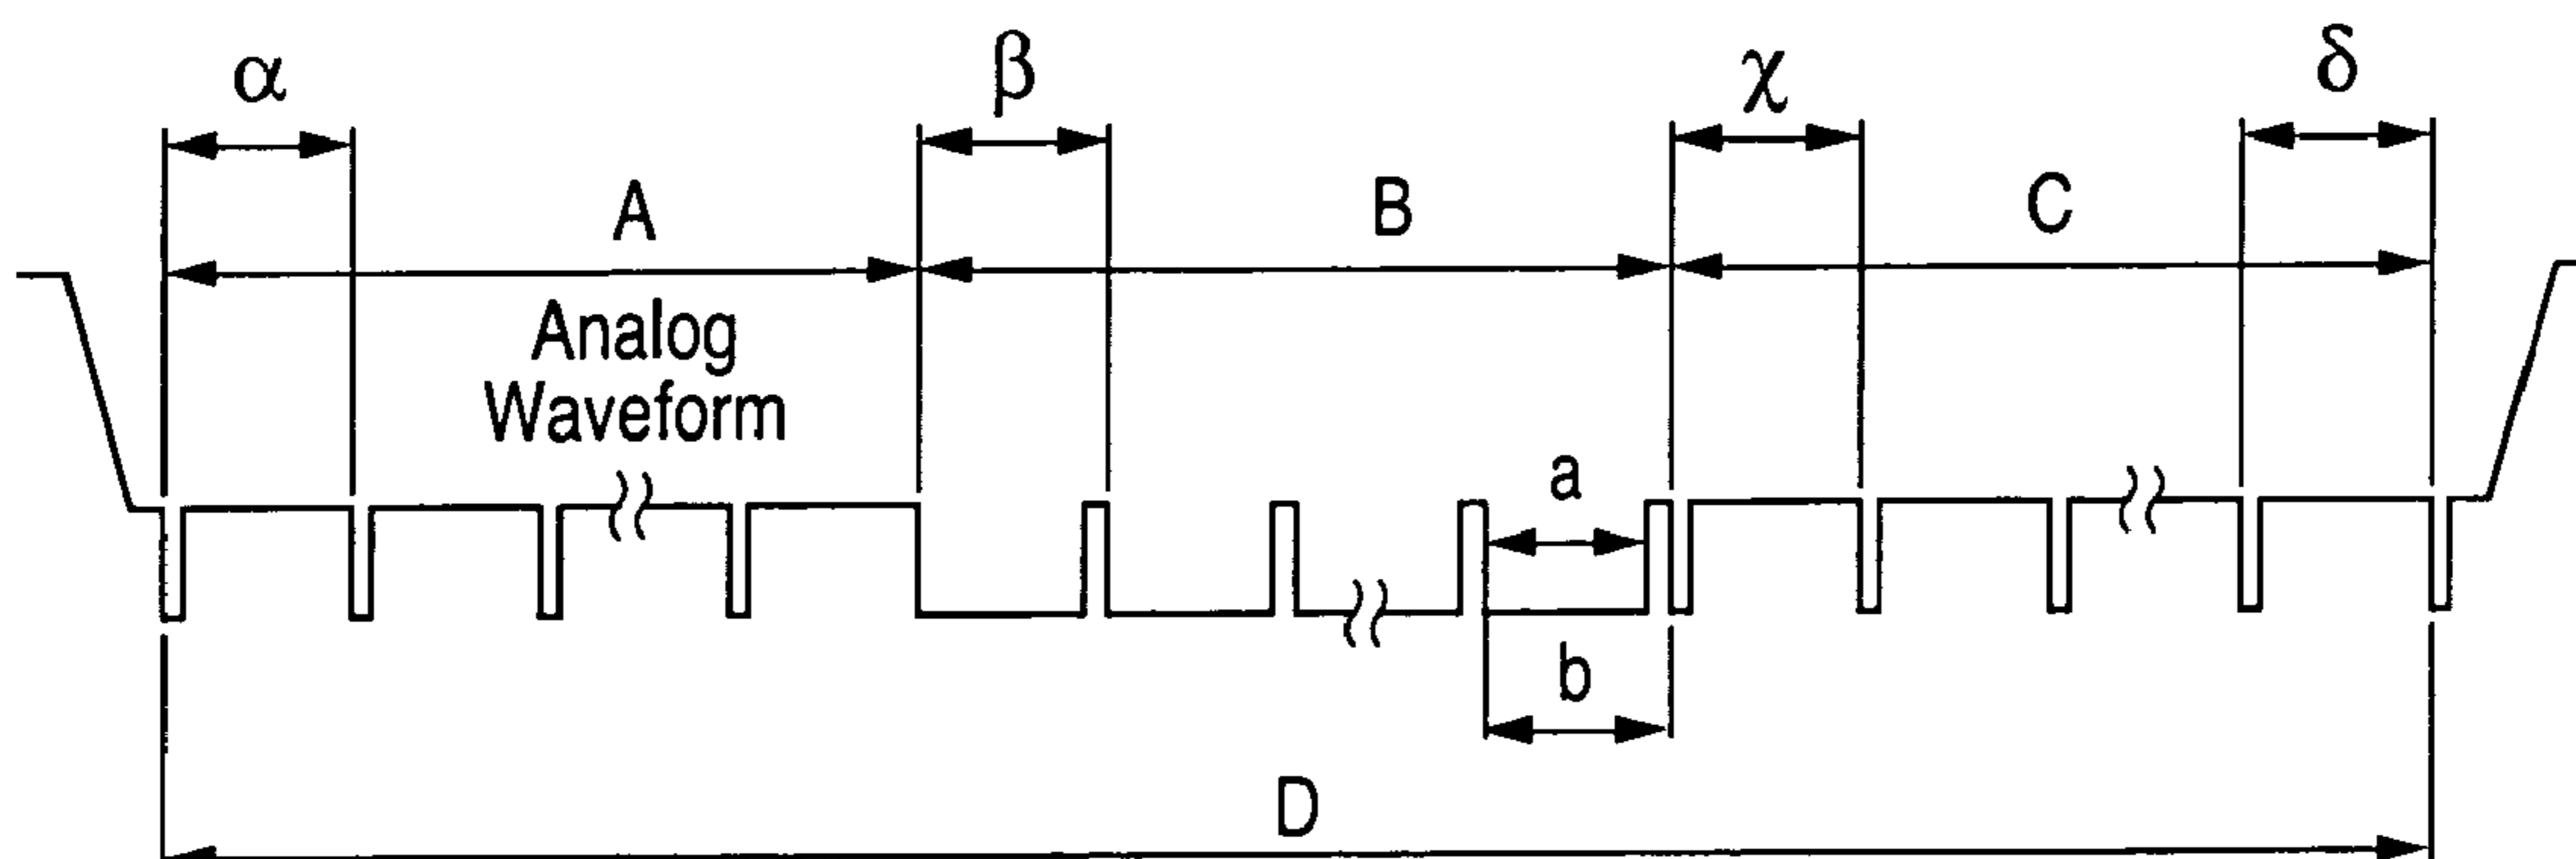 α β χ δ
A B C
Analog
Waveform
a
b
D